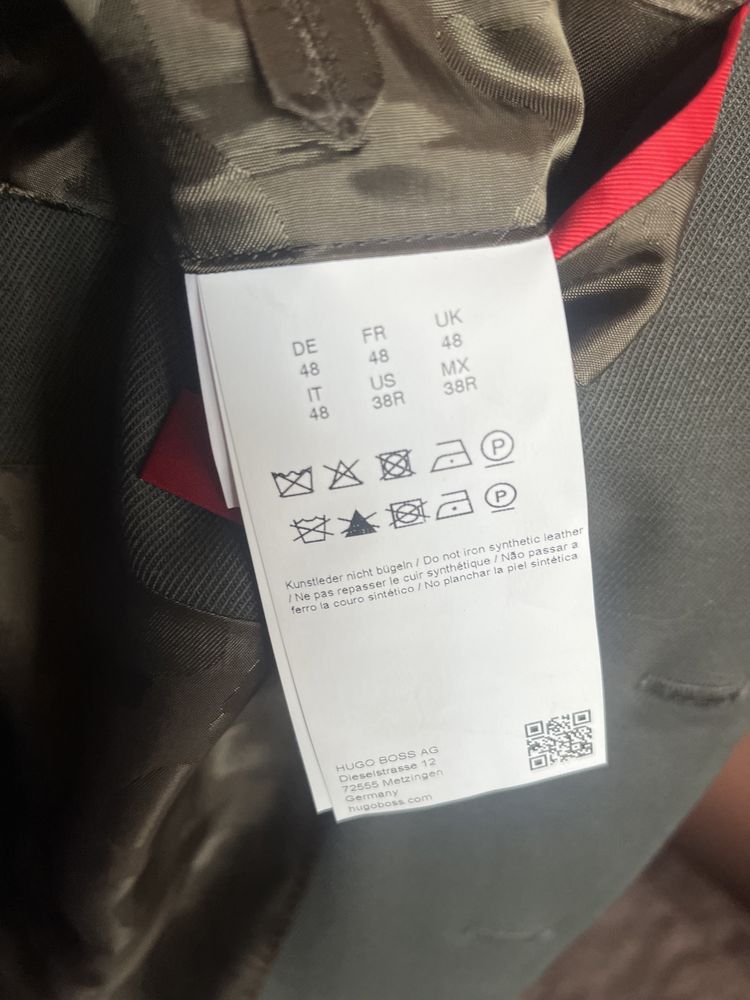 DE FR UK
48 48 48
IT US MX
48 38R 38R
P
P
Kunstleder nicht bügeln / Do not iron synthetic leather
/ Ne pas repasser le cuir synthétique / Não passar a
ferro la couro sintético / No planchar la piel sintética
HUGO BOSS AG
Dieselstrasse 12
72555 Metzingen
Germany
hugoboss.com